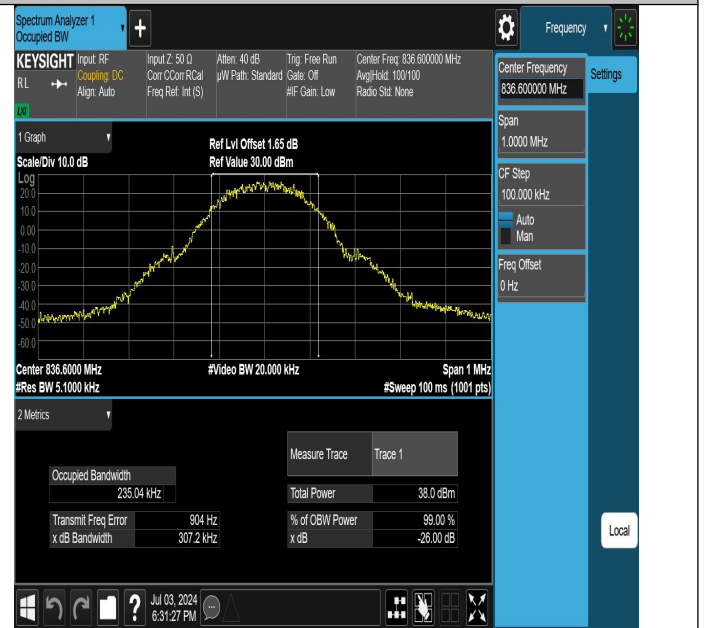 Spectrum Analyzer 1
Occupied BW
Frequency
KEYSIGHT
RL
LXI
Input: RF
Coupling: DC
Align: Auto
Input Z: 50 Ω
Corr CCorr RCal
Freq Ref: Int (S)
Atten: 40 dB
µW Path: Standard
Trig: Free Run
Gate: Off
#IF Gain: Low
Center Freq: 836.600000 MHz
Avg|Hold: 100/100
Radio Std: None
Center Frequency
836.600000 MHz
Settings
Span
1.0000 MHz
CF Step
100.000 kHz
Auto
Man
Freq Offset
0 Hz
1 Graph
Scale/Div 10.0 dB
Ref Lvl Offset 1.65 dB
Ref Value 30.00 dBm
Log
20.0
10.0
0.00
-10.0
-20.0
-30.0
-40.0
-50.0
-60.0
Center 836.6000 MHz
#Video BW 20.000 kHz
Span 1 MHz
#Res BW 5.1000 kHz
#Sweep 100 ms (1001 pts)
2 Metrics
Measure Trace Trace 1
Occupied Bandwidth
235.04 kHz
Total Power 38.0 dBm
Transmit Freq Error 904 Hz
% of OBW Power 99.00 %
x dB Bandwidth 307.2 kHz
x dB -26.00 dB
Local
Jul 03, 2024
6:31:27 PM